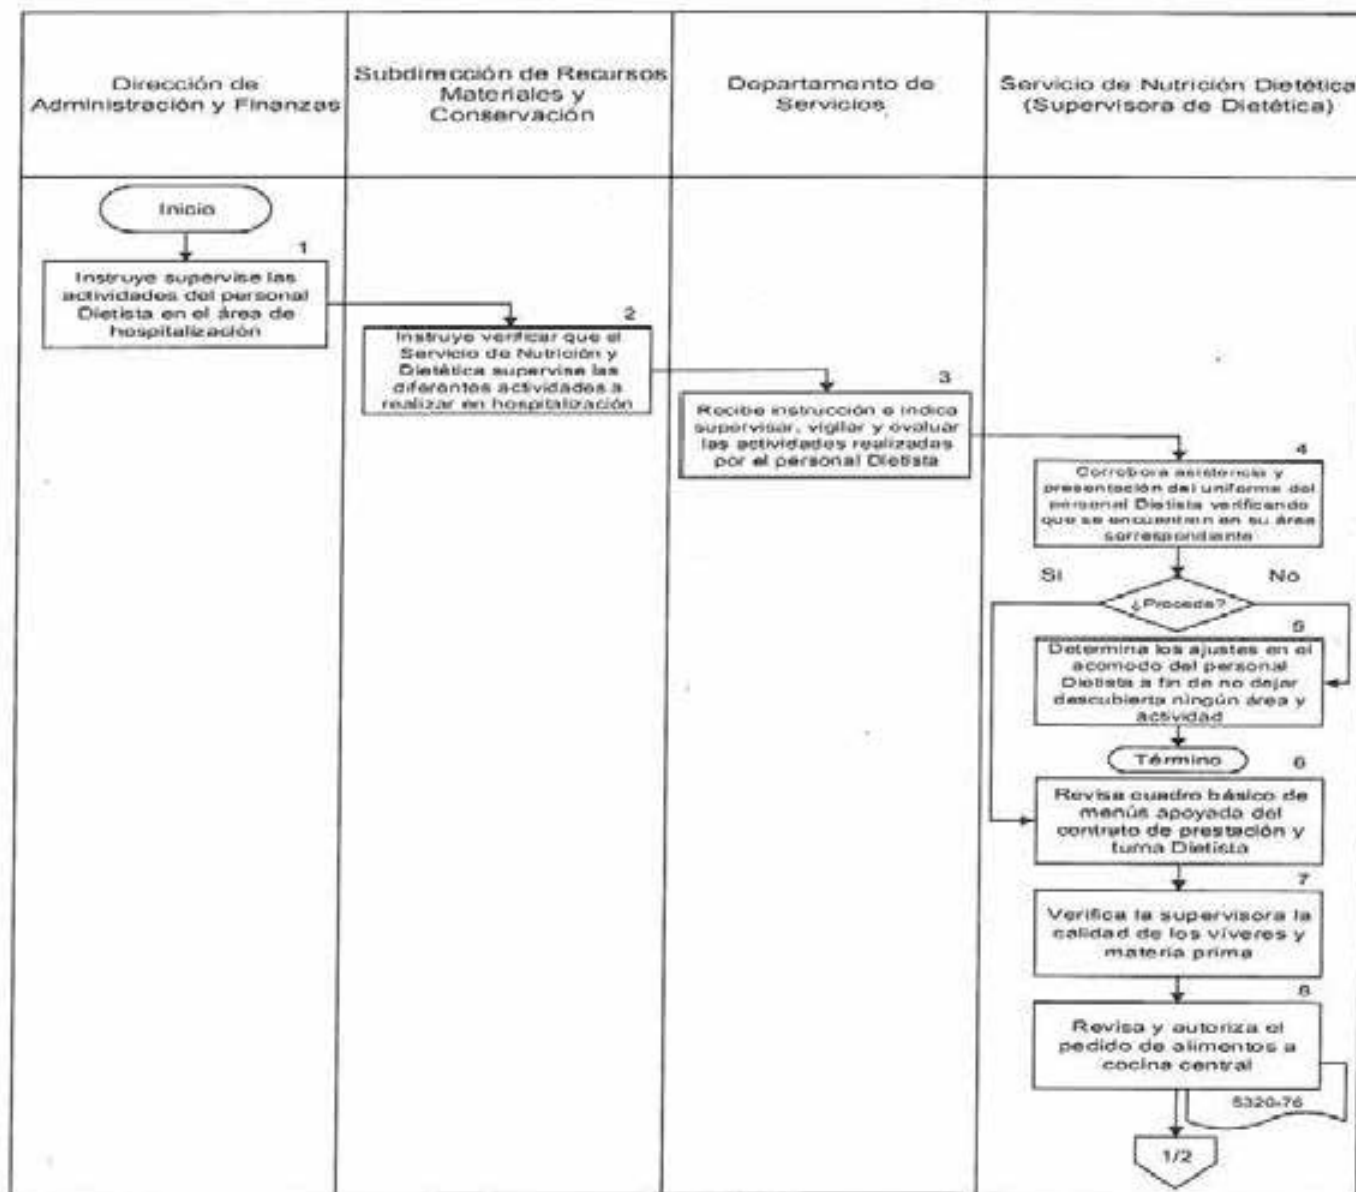 Dirección de
Administración y Finanzas
Subdirección de Recursos
Materiales y
Conservación
Departamento de
Servicios
Servicio de Nutrición Dietética
(Supervisora de Dietética)
Inicio
1
Instruye supervise las
actividades del personal
Dietista en el área de
hospitalización
2
Instruye verificar que el
Servicio de Nutrición y
Dietética supervise las
diferentes actividades a
realizar en hospitalización
3
Recibe instrucción e indica
supervisar, vigilar y evaluar
las actividades realizadas
por el personal Dietista
4
Corrobora asistencia y
presentación del uniforme del
personal Dietista verificando
que se encuentren en su área
correspondiente
Si
No
¿Procede?
5
Determina los ajustes en el
acomodo del personal
Dietista a fin de no dejar
descubierta ningún área y
actividad
Término
6
Revisa cuadro básico de
menús apoyada del
contrato de prestación y
turna Dietista
7
Verifica la supervisora la
calidad de los víveres y
materia prima
8
Revisa y autoriza el
pedido de alimentos a
cocina central
5320-76
1/2